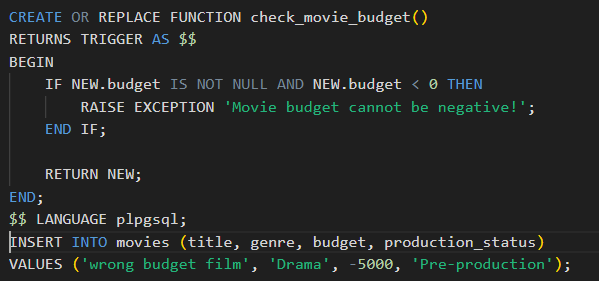 CREATE OR REPLACE FUNCTION check_movie_budget()
RETURNS TRIGGER AS $$
BEGIN
    IF NEW.budget IS NOT NULL AND NEW.budget < 0 THEN
        RAISE EXCEPTION 'Movie budget cannot be negative!';
    END IF;

    RETURN NEW;
END;
$$ LANGUAGE plpgsql;
INSERT INTO movies (title, genre, budget, production_status)
VALUES ('wrong budget film', 'Drama', -5000, 'Pre-production');